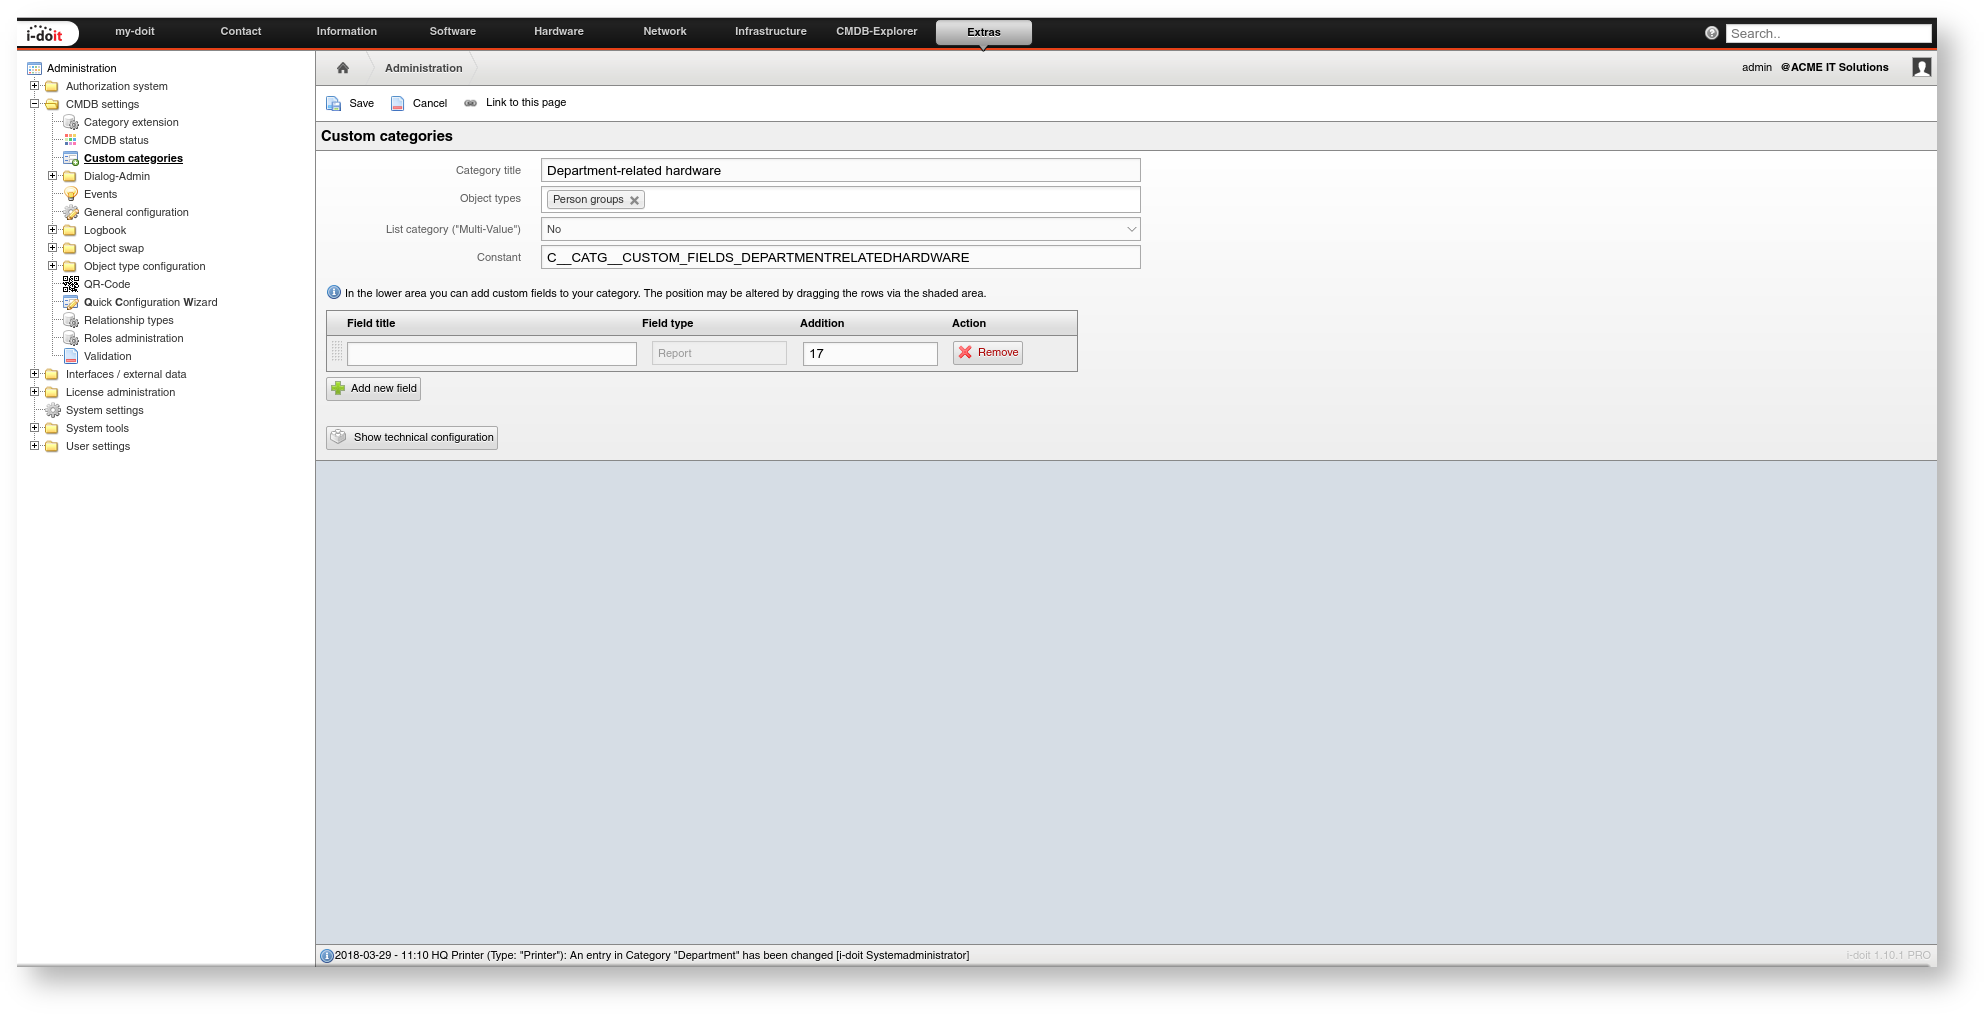 i-doit my-doit Contact Information Software Hardware Network Infrastructure CMDB-Explorer Extras ? Search..
Administration
Authorization system
CMDB settings
Category extension
CMDB status
Custom categories
Dialog-Admin
Events
General configuration
Logbook
Object swap
Object type configuration
QR-Code
Quick Configuration Wizard
Relationship types
Roles administration
Validation
Interfaces / external data
License administration
System settings
System tools
User settings
Administration admin @ACME IT Solutions
Save Cancel Link to this page
Custom categories
Category title Department-related hardware
Object types Person groups
List category ("Multi-Value") No
Constant C__CATG__CUSTOM_FIELDS_DEPARTMENTRELATEDHARDWARE
In the lower area you can add custom fields to your category. The position may be altered by dragging the rows via the shaded area.
Field title Field type Addition Action
Report 17 Remove
Add new field
Show technical configuration
2018-03-29 - 11:10 HQ Printer (Type: "Printer"): An entry in Category "Department" has been changed [i-doit Systemadministrator] i-doit 1.10.1 PRO